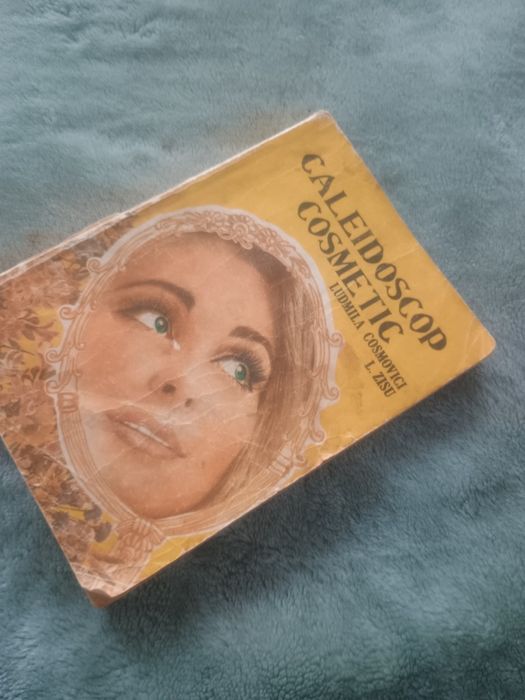 CALEIDOSCOP
COSMETIC
LUDMILA COSMOVICI
L. ZISU